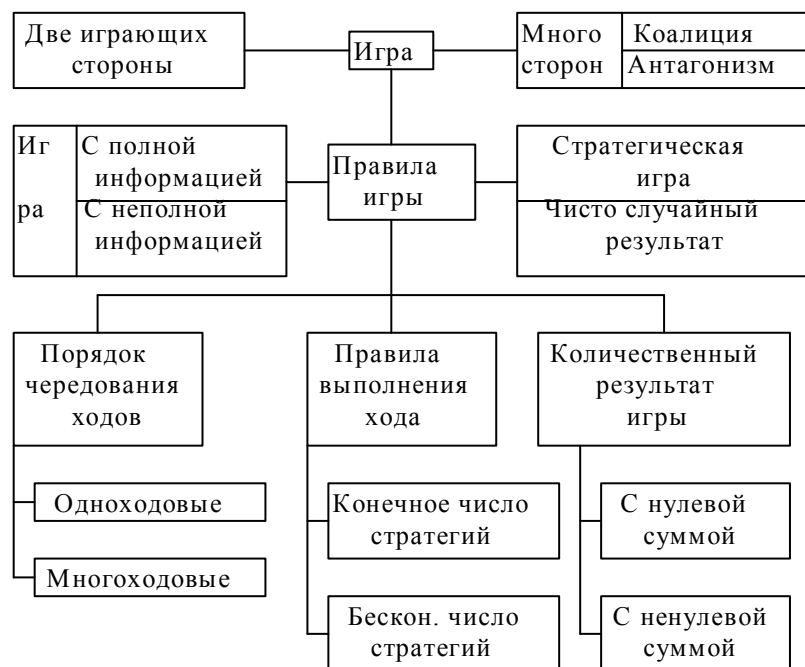 Две играющих
стороны
Игра
Много
сторон
Коалиция
Антагонизм
Иг
ра
С полной
информацией
С неполной
информацией
Правила
игры
Стратегическая
игра
Чисто случайный
результат
Порядок
чередования
ходов
Правила
выполнения
хода
Количественный
результат
игры
Одноходовые
Многоходовые
Конечное число
стратегий
Бескон. число
стратегий
С нулевой
суммой
С ненулевой
суммой